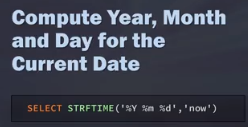 Compute Year, Month
and Day for the
Current Date
SELECT STRFTIME('%Y %m %d','now')